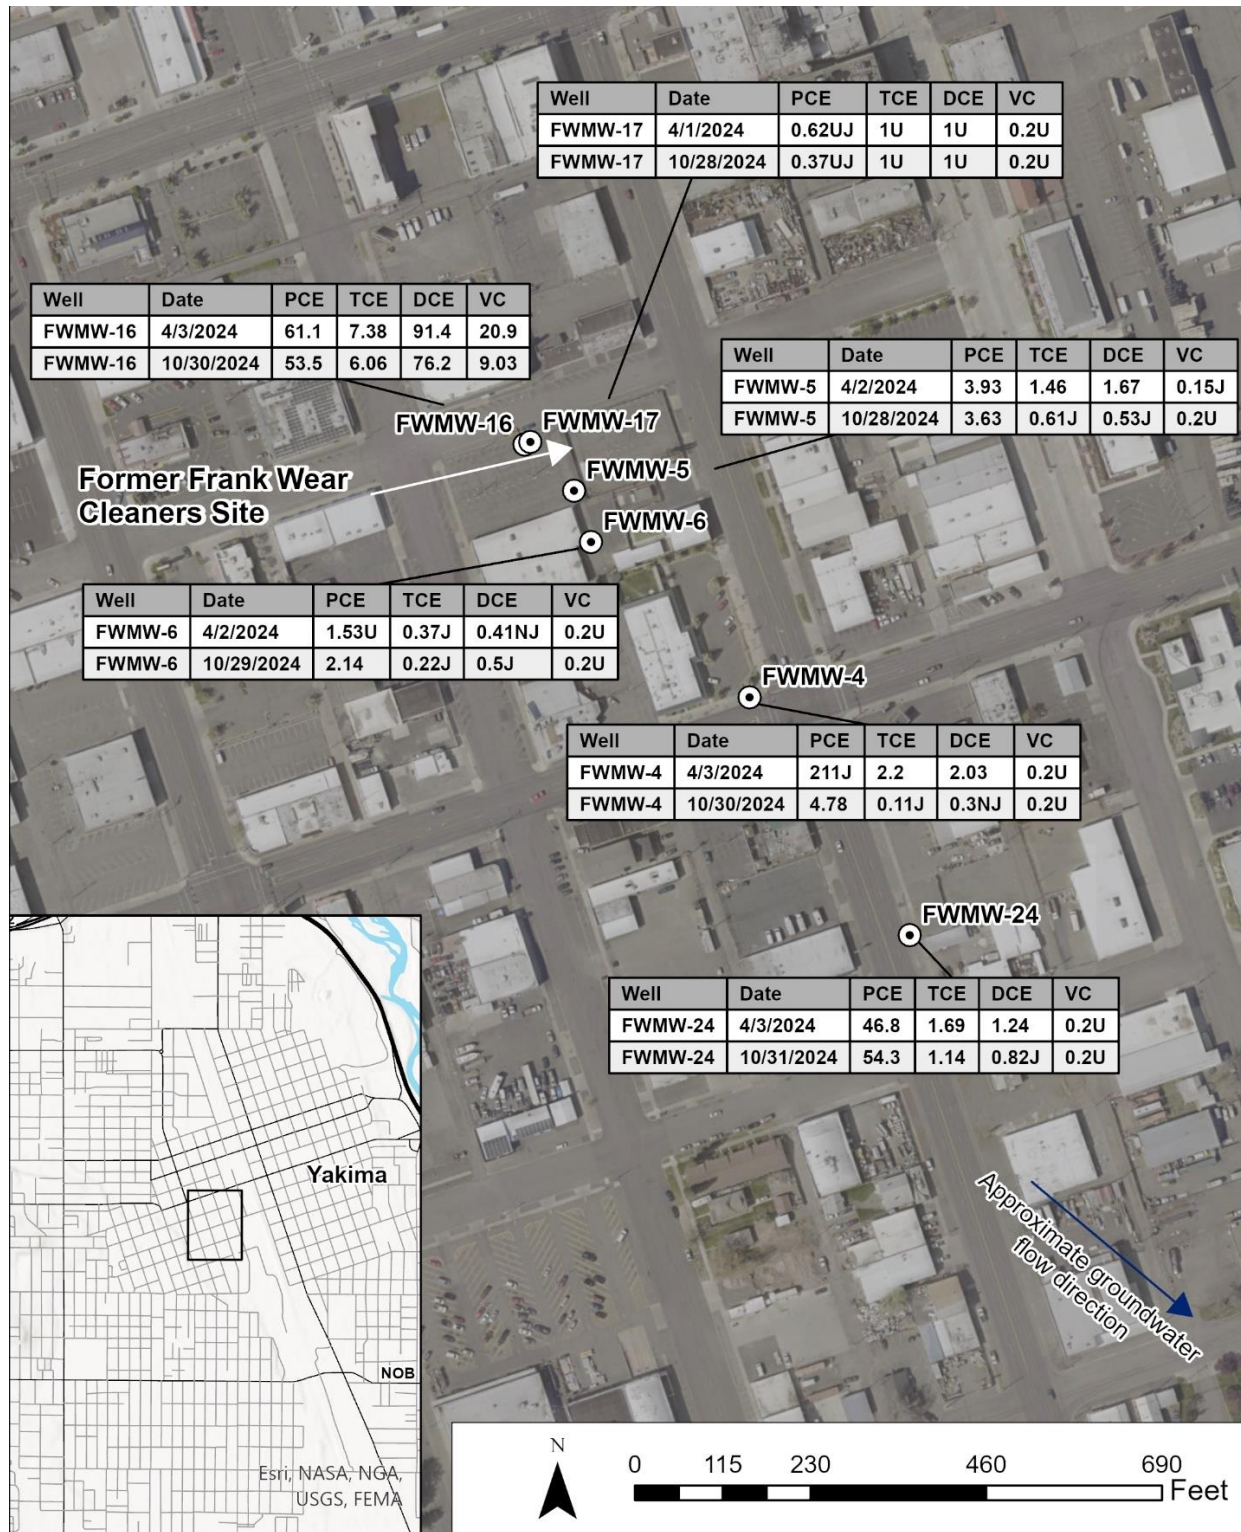 Well Date PCE TCE DCE VC
FWMW-17 4/1/2024 0.62UJ 1U 1U 0.2U
FWMW-17 10/28/2024 0.37UJ 1U 1U 0.2U
Well Date PCE TCE DCE VC
FWMW-16 4/3/2024 61.1 7.38 91.4 20.9
FWMW-16 10/30/2024 53.5 6.06 76.2 9.03
Well Date PCE TCE DCE VC
FWMW-5 4/2/2024 3.93 1.46 1.67 0.15J
FWMW-5 10/28/2024 3.63 0.61J 0.53J 0.2U
FWMW-16
FWMW-17
Former Frank Wear
Cleaners Site
FWMW-5
FWMW-6
Well Date PCE TCE DCE VC
FWMW-6 4/2/2024 1.53U 0.37J 0.41NJ 0.2U
FWMW-6 10/29/2024 2.14 0.22J 0.5J 0.2U
FWMW-4
Well Date PCE TCE DCE VC
FWMW-4 4/3/2024 211J 2.2 2.03 0.2U
FWMW-4 10/30/2024 4.78 0.11J 0.3NJ 0.2U
FWMW-24
Well Date PCE TCE DCE VC
FWMW-24 4/3/2024 46.8 1.69 1.24 0.2U
FWMW-24 10/31/2024 54.3 1.14 0.82J 0.2U
Yakima
NOB
Esri, NASA, NGA,
USGS, FEMA
Approximate groundwater
flow direction
N
0 115 230 460 690
Feet